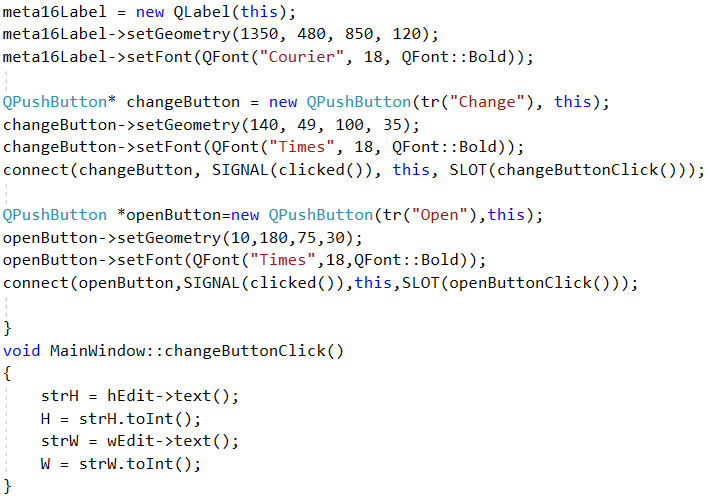 meta16Label = new QLabel(this);
meta16Label->setGeometry(1350, 480, 850, 120);
meta16Label->setFont(QFont("Courier", 18, QFont::Bold));
QPushButton* changeButton = new QPushButton(tr("Change"), this);
changeButton->setGeometry(140, 49, 100, 35);
changeButton->setFont(QFont("Times", 18, QFont::Bold));
connect(changeButton, SIGNAL(clicked()), this, SLOT(changeButtonClick()));
QPushButton *openButton=new QPushButton(tr("Open"),this);
openButton->setGeometry(10,180,75,30);
openButton->setFont(QFont("Times",18,QFont::Bold));
connect(openButton,SIGNAL(clicked()),this,SLOT(openButtonClick()));
}
void MainWindow::changeButtonClick()
{
    strH = hEdit->text();
    H = strH.toInt();
    strW = wEdit->text();
    W = strW.toInt();
}